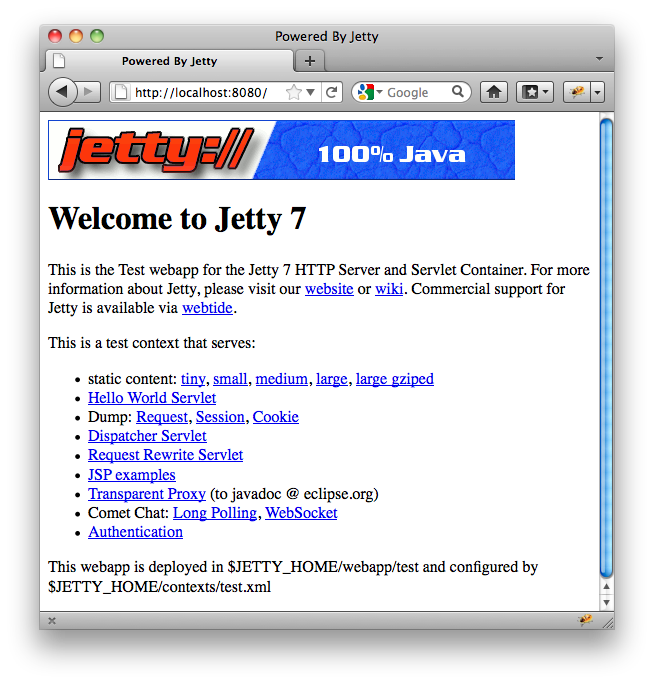 Powered By Jetty
Powered By Jetty
http://localhost:8080/
Google
jetty://
100% Java
Welcome to Jetty 7
This is the Test webapp for the Jetty 7 HTTP Server and Servlet Container. For more
information about Jetty, please visit our website or wiki. Commercial support for
Jetty is available via webtide.
This is a test context that serves:
• static content: tiny, small, medium, large, large gziped
• Hello World Servlet
• Dump: Request, Session, Cookie
• Dispatcher Servlet
• Request Rewrite Servlet
• JSP examples
• Transparent Proxy (to javadoc @ eclipse.org)
• Comet Chat: Long Polling, WebSocket
• Authentication
This webapp is deployed in $JETTY_HOME/webapp/test and configured by
$JETTY_HOME/contexts/test.xml